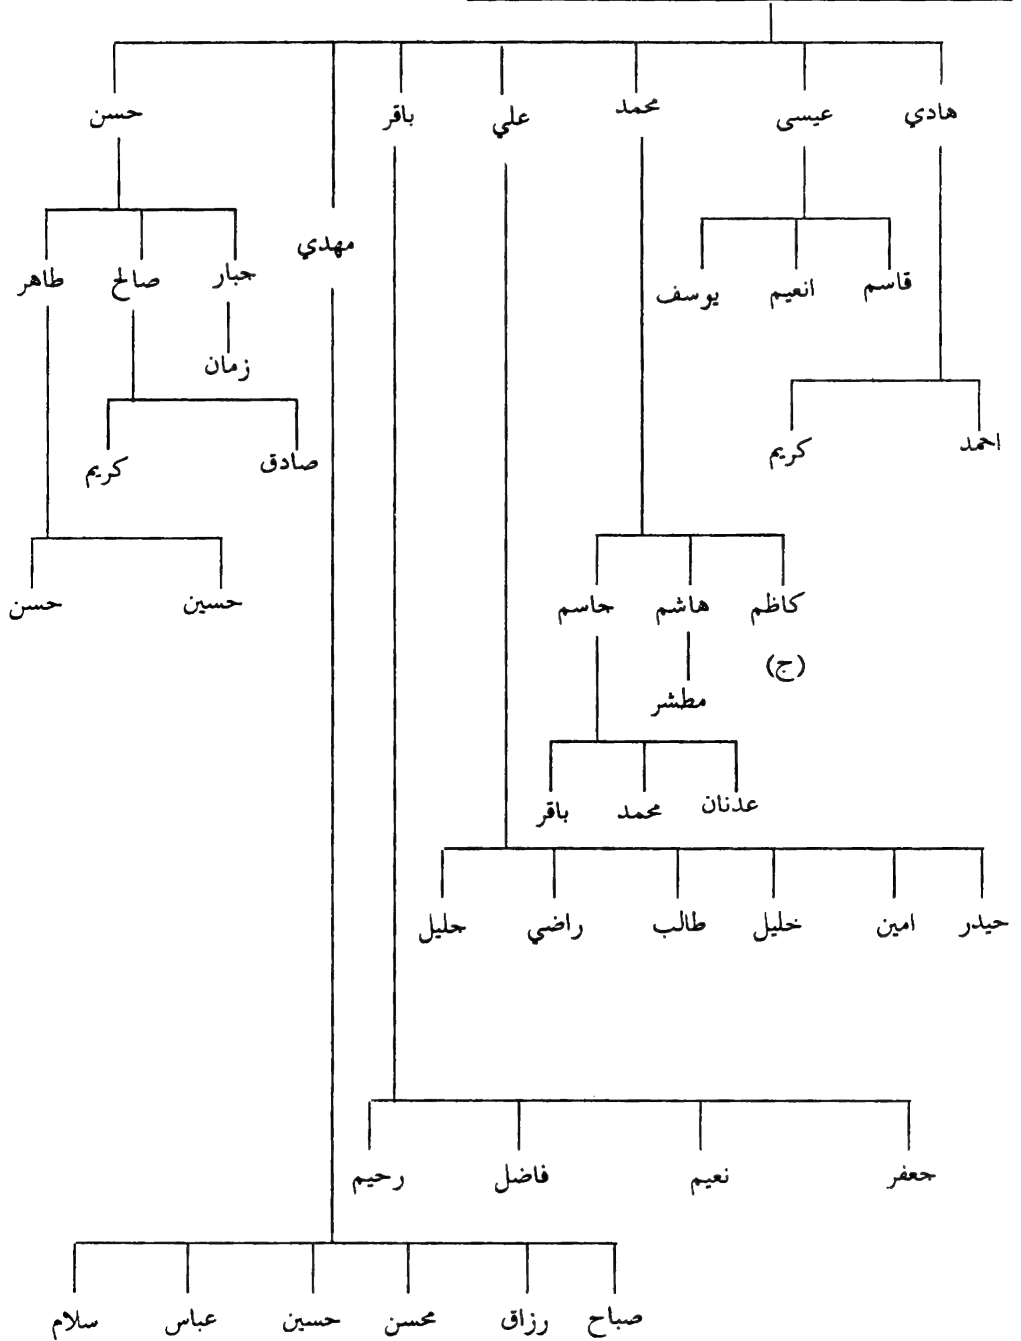 هادي عيسى محمد علي باقر حسن
مهدي
جبار صالح طاهر
قاسم انعيم يوسف
زمان
احمد كريم
صادق كريم
كاظم هاشم جاسم
حسين حسن
(ج)
مطشر
عدنان محمد باقر
حيدر امين خليل طالب راضي جليل
جعفر نعيم فاضل رحيم
صباح رزاق محسن حسين عباس سلام